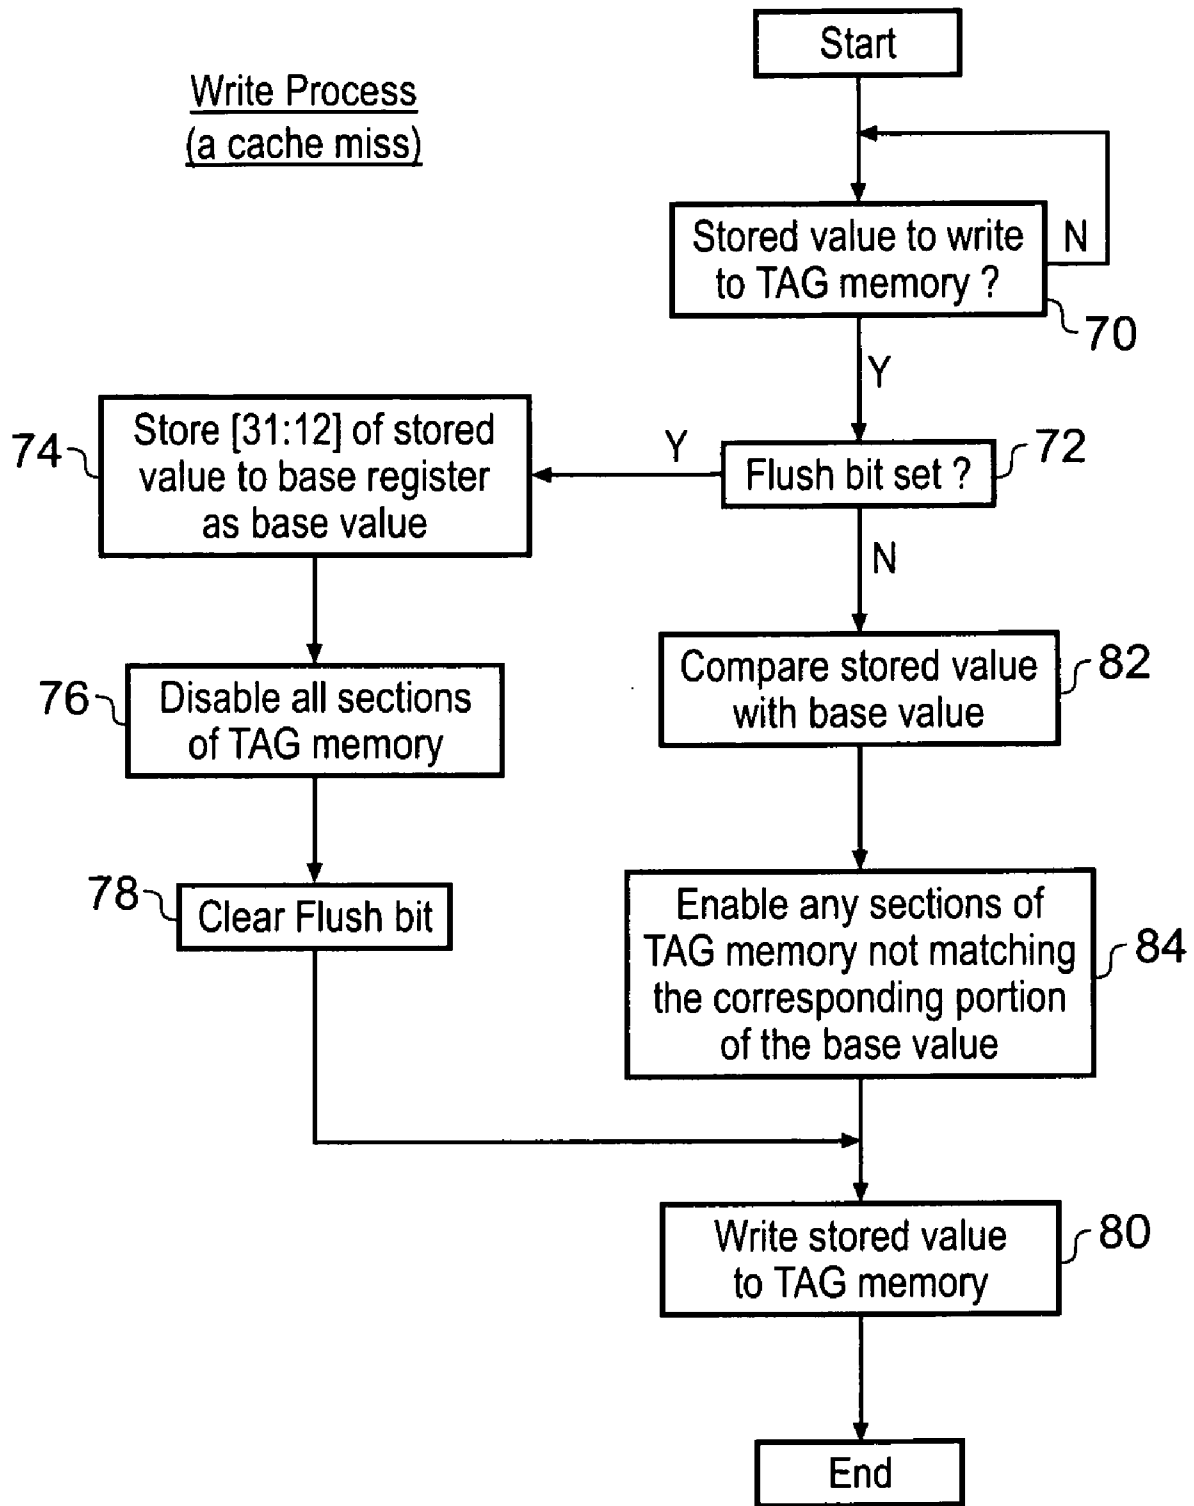 Start
Write Process
(a cache miss)
Stored value to write
to TAG memory ?
N
70
Y
74
Store [31:12] of stored
value to base register
as base value
Y
Flush bit set ?
72
N
76
Disable all sections
of TAG memory
Compare stored value
with base value
82
78
Clear Flush bit
Enable any sections of
TAG memory not matching
the corresponding portion
of the base value
84
Write stored value
to TAG memory
80
End